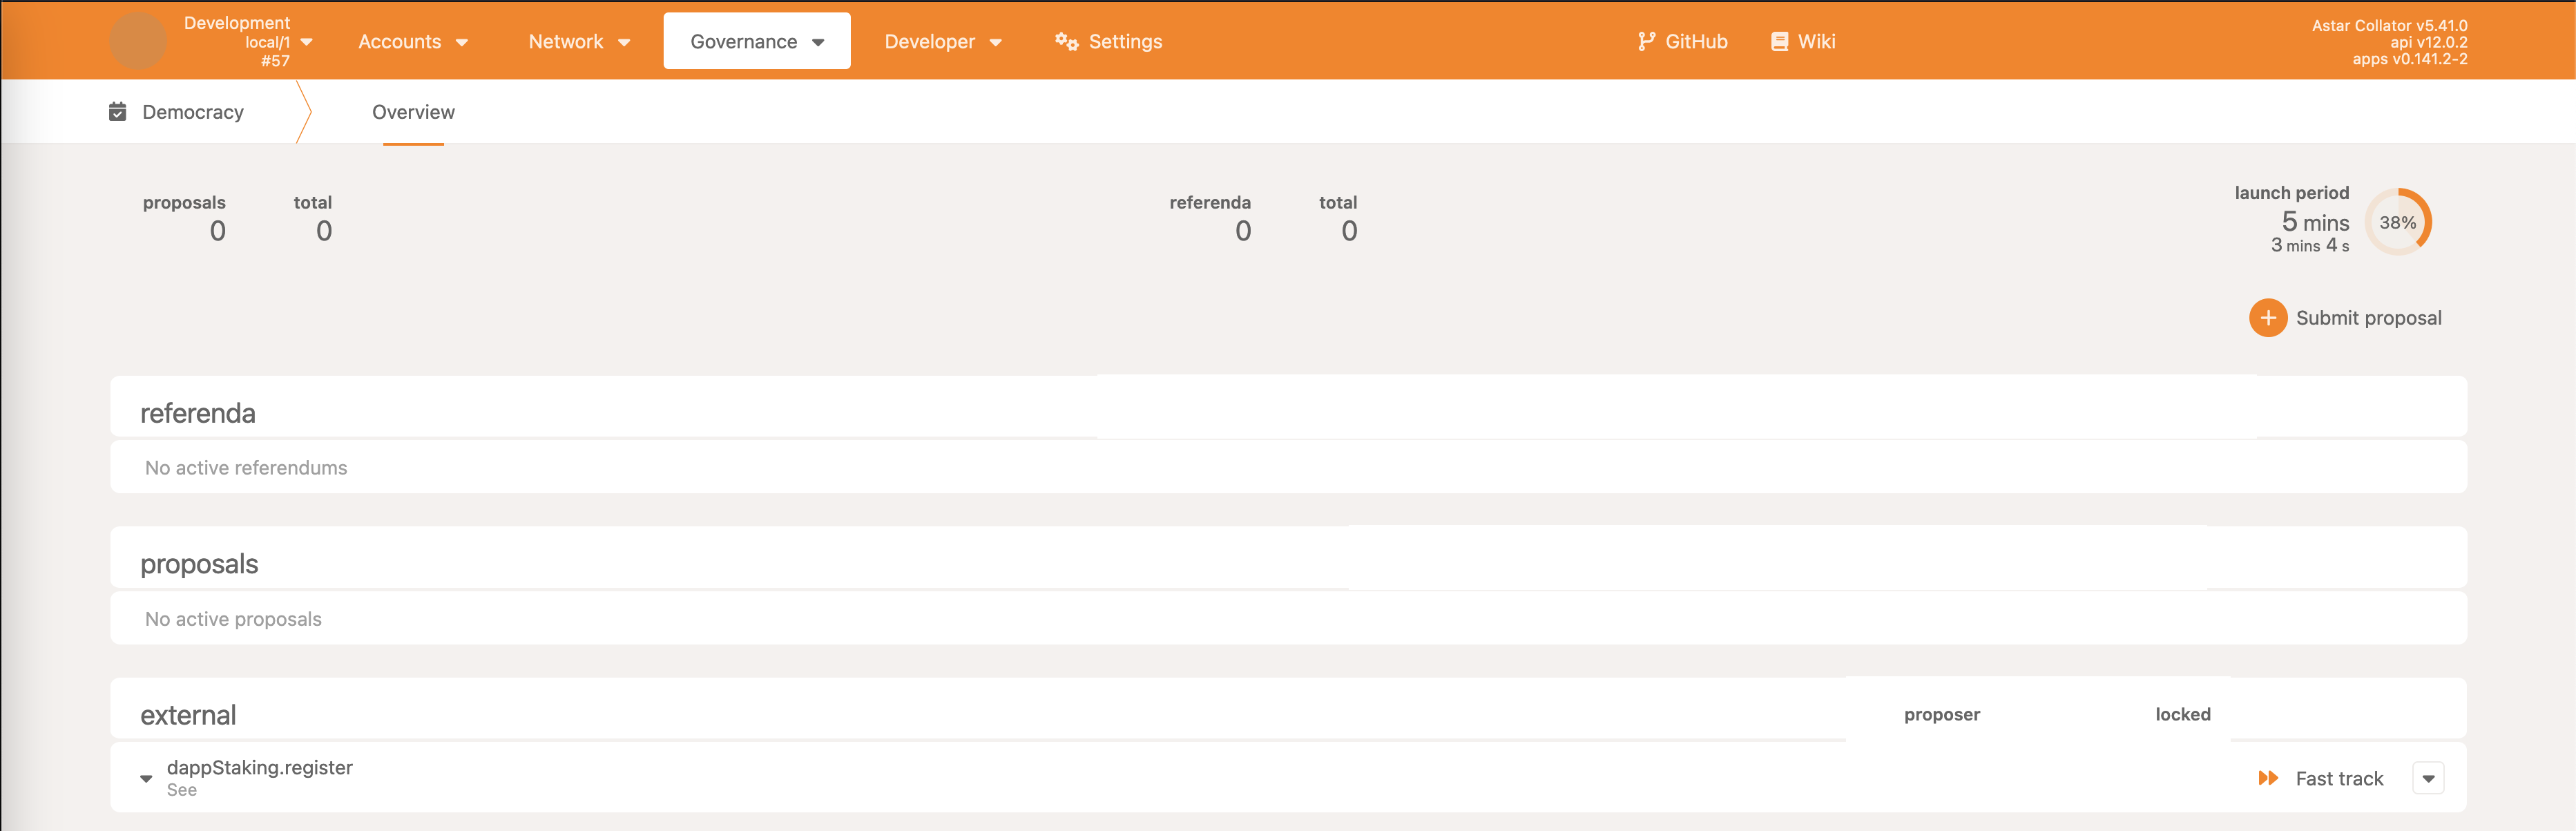 Development
local/1
#57
Accounts
Network
Governance
Developer
Settings
GitHub
Wiki
Astar Collator v5.41.0
api v12.0.2
apps v0.141.2-2
Democracy
Overview
proposals
0
total
0
referenda
0
total
0
launch period
5 mins
3 mins 4 s
38%
Submit proposal
referenda
No active referendums
proposals
No active proposals
external
proposer
locked
dappStaking.register
See
Fast track